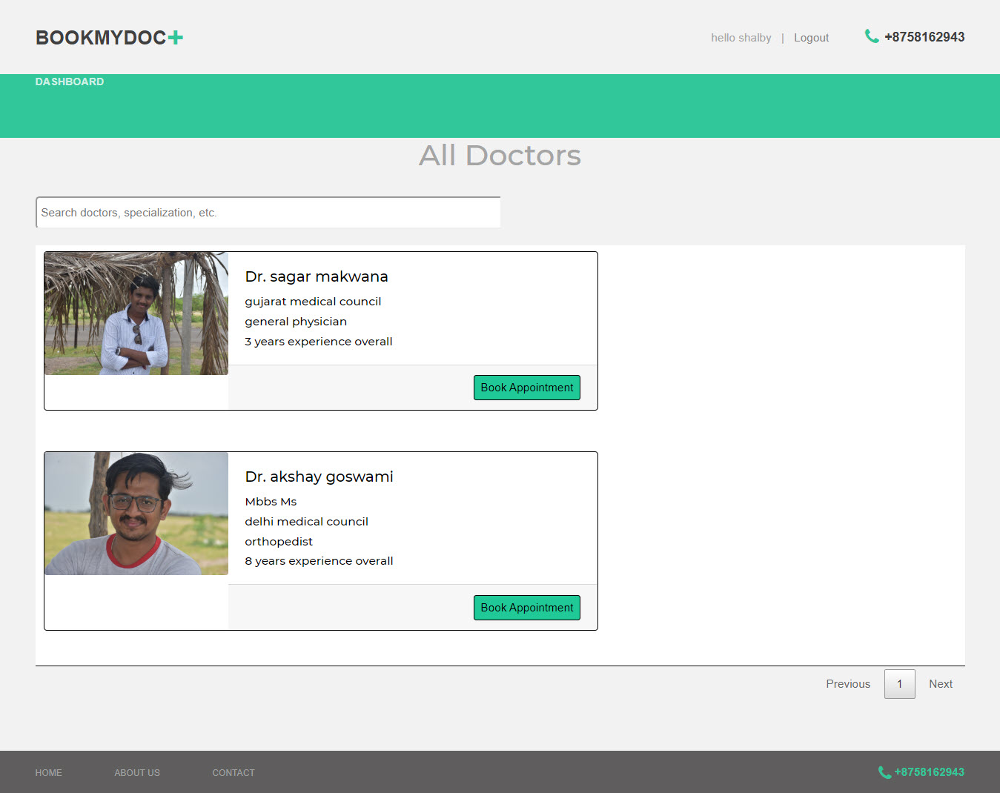 BOOKMYDOC+
hello shalby | Logout +8758162943
DASHBOARD
All Doctors
Search doctors, specialization, etc.
Dr. sagar makwana
gujarat medical council
general physician
3 years experience overall
Book Appointment
Dr. akshay goswami
Mbbs Ms
delhi medical council
orthopedist
8 years experience overall
Book Appointment
Previous 1 Next
HOME ABOUT US CONTACT +8758162943